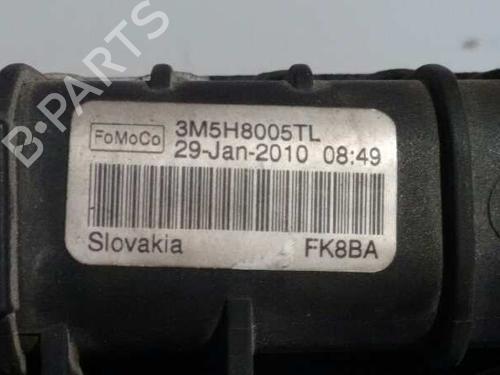 B-PARTS
FoMoCo 3M5H8005TL
29-Jan-2010 08:49
Slovakia FK8BA